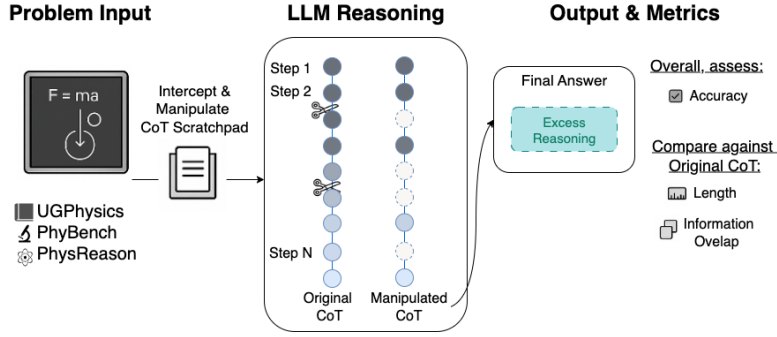 Problem Input
LLM Reasoning
Output & Metrics
F = ma
UGPhysics
PhyBench
PhysReason
Intercept &
Manipulate
CoT Scratchpad
Step 1
Step 2
Step N
Original
CoT
Manipulated
CoT
Final Answer
Excess
Reasoning
Overall, assess:
Accuracy
Compare against
Original CoT:
Length
Information
Ovelap